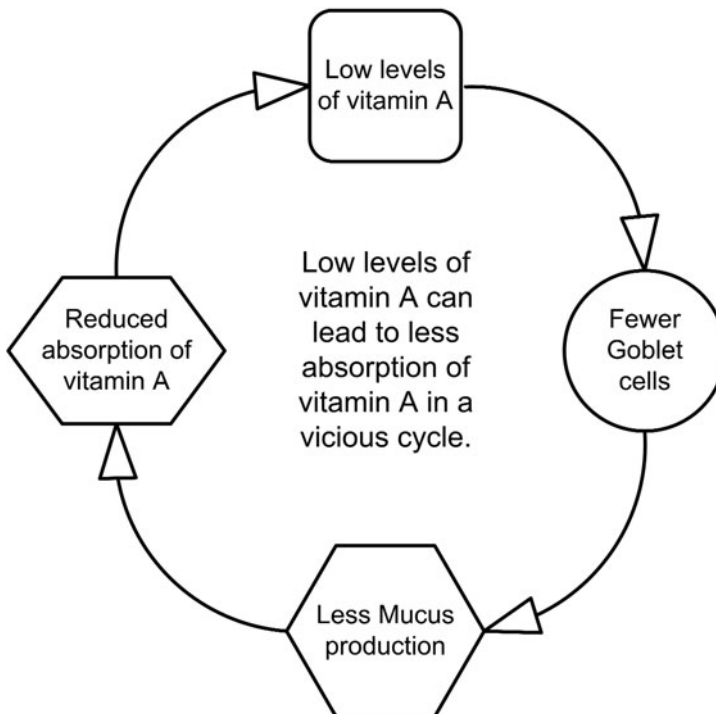 Low levels
of vitamin A
Low levels of
vitamin A can
lead to less
absorption of
vitamin A in a
vicious cycle.
Fewer
Goblet
cells
Less Mucus
production
Reduced
absorption of
vitamin A